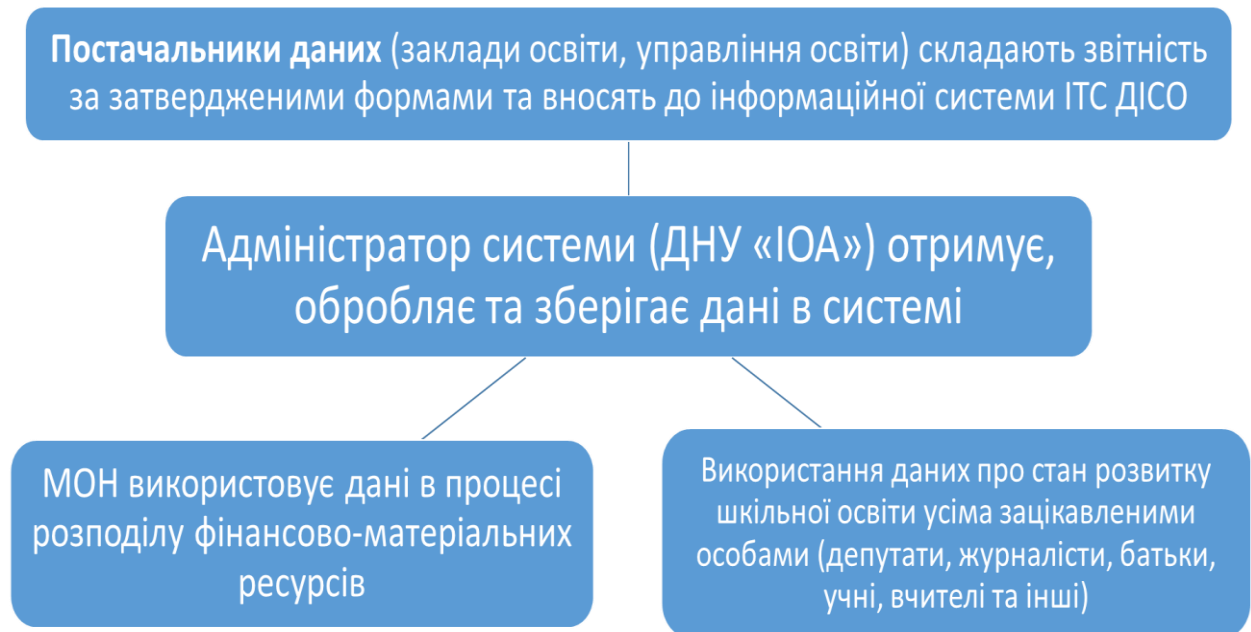 Постачальники даних (заклади освіти, управління освіти) складають звітність
за затвердженими формами та вносять до інформаційної системи ІТС ДІСО
Адміністратор системи (ДНУ «ІОА») отримує,
обробляє та зберігає дані в системі
МОН використовує дані в процесі
розподілу фінансово-матеріальних
ресурсів
Використання даних про стан розвитку
шкільної освіти усіма зацікавленими
особами (депутати, журналісти, батьки,
учні, вчителі та інші)